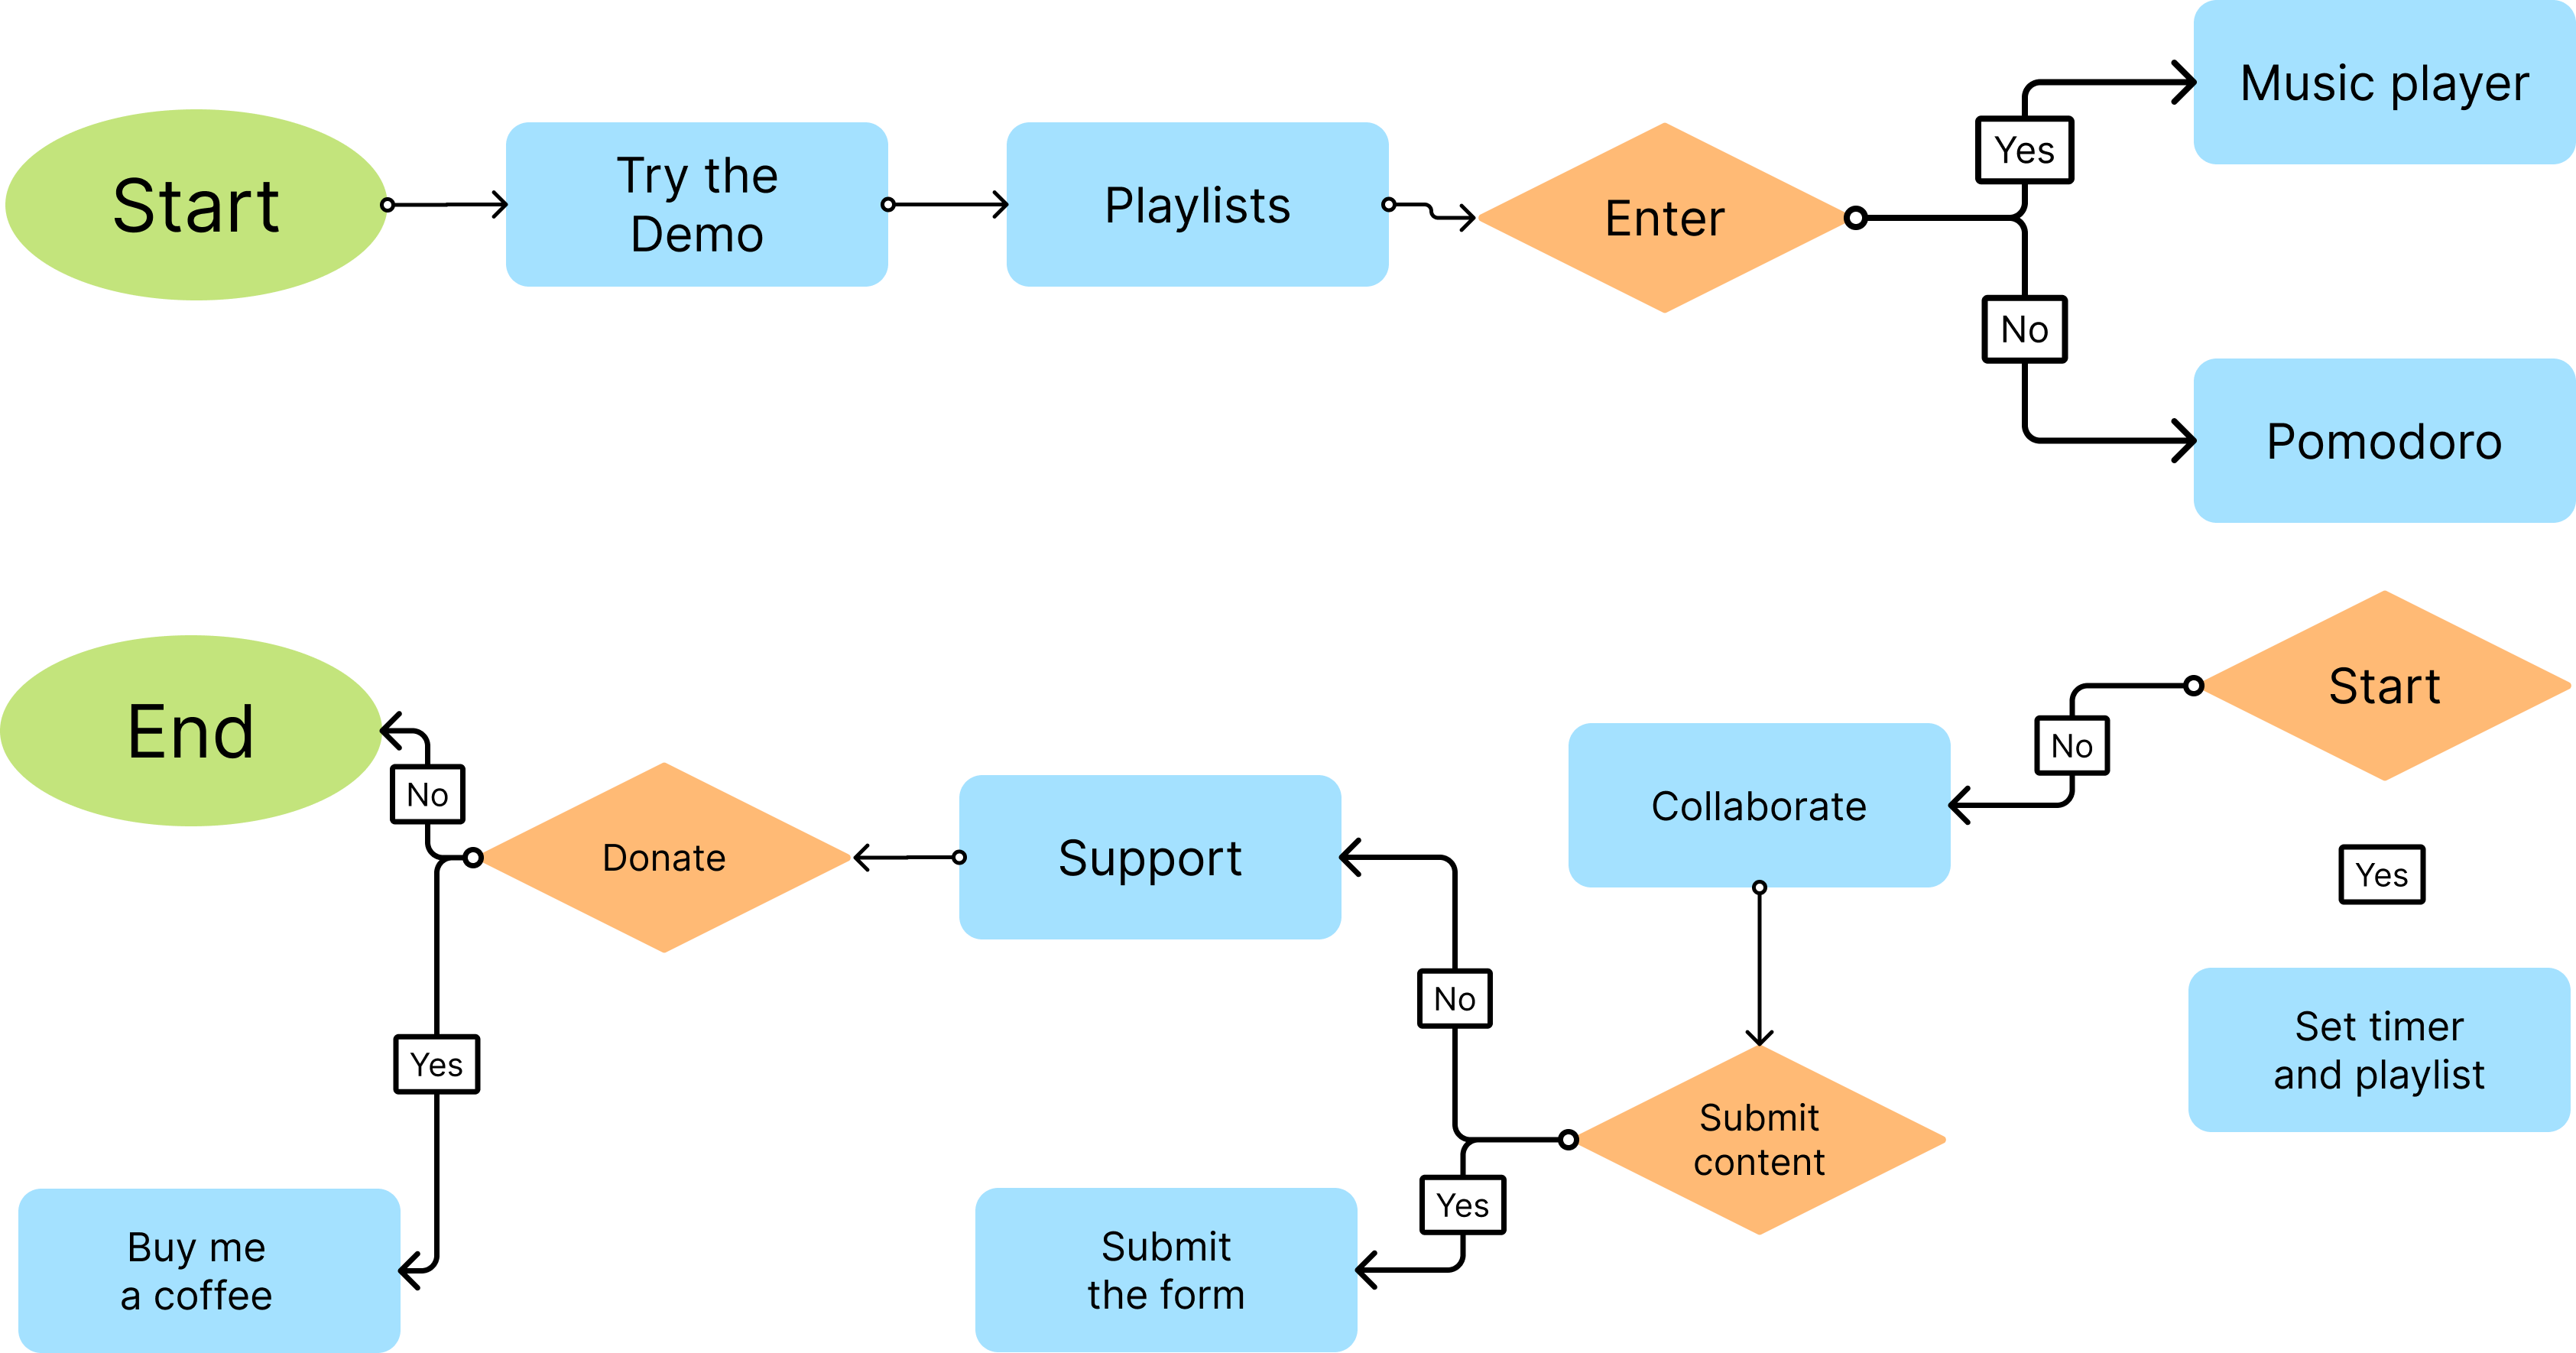 Start
Try the
Demo
Playlists
Enter
Yes
No
Music player
Pomodoro
Start
No
Yes
Set timer
and playlist
Collaborate
Submit
content
No
Yes
Support
Submit
the form
Donate
No
Yes
End
Buy me
a coffee